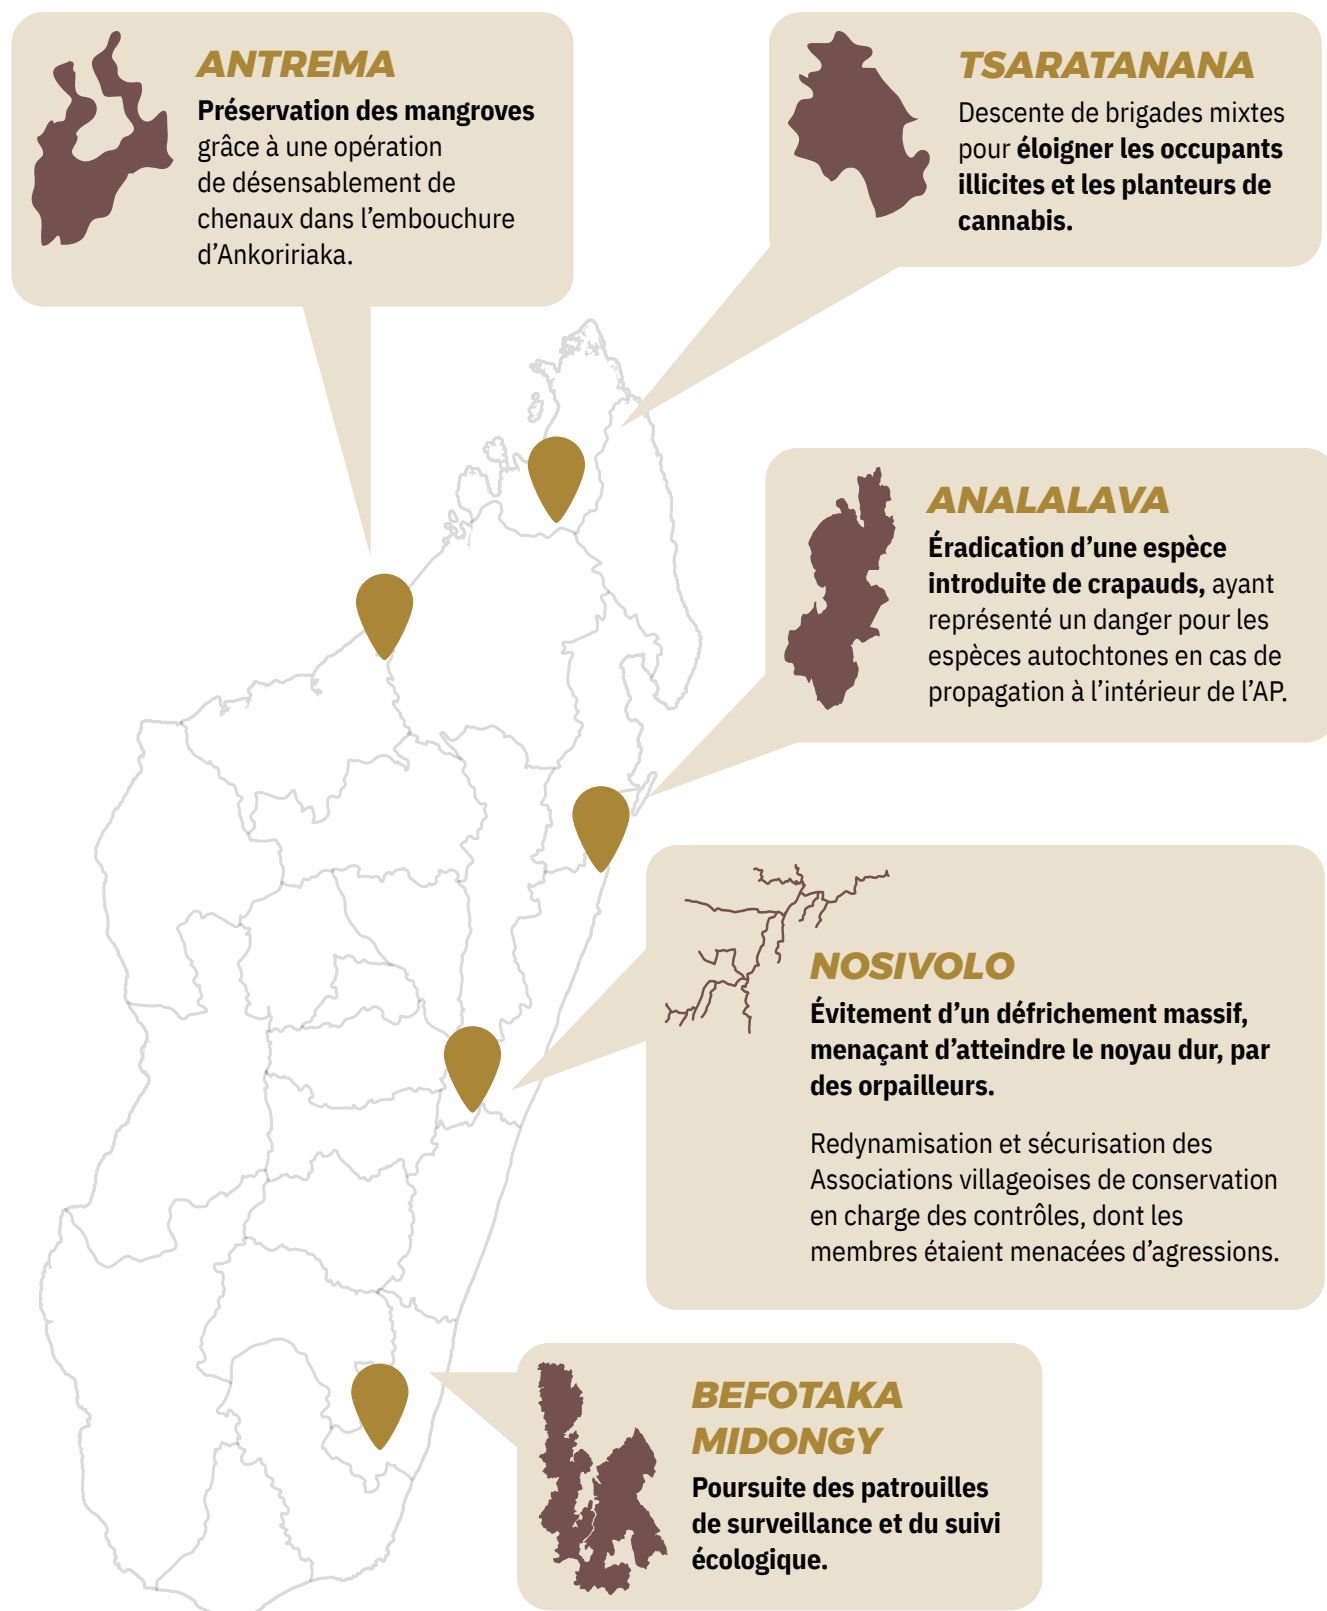 ANTREMA
Préservation des mangroves
grâce à une opération
de désensablement de
chenaux dans l'embouchure
d'Ankoririaka.
TSARATANANA
Descente de brigades mixtes
pour éloigner les occupants
illicites et les planteurs de
cannabis.
ANALALAVA
Éradication d'une espèce
introduite de crapauds, ayant
représenté un danger pour les
espèces autochtones en cas de
propagation à l'intérieur de l'AP.
NOSIVOLO
Évitement d'un défrichement massif,
menaçant d'atteindre le noyau dur, par
des orpailleurs.
Redynamisation et sécurisation des
Associations villageoises de conservation
en charge des contrôles, dont les
membres étaient menacées d'agressions.
BEFOTAKA
MIDONGY
Poursuite des patrouilles
de surveillance et du suivi
écologique.